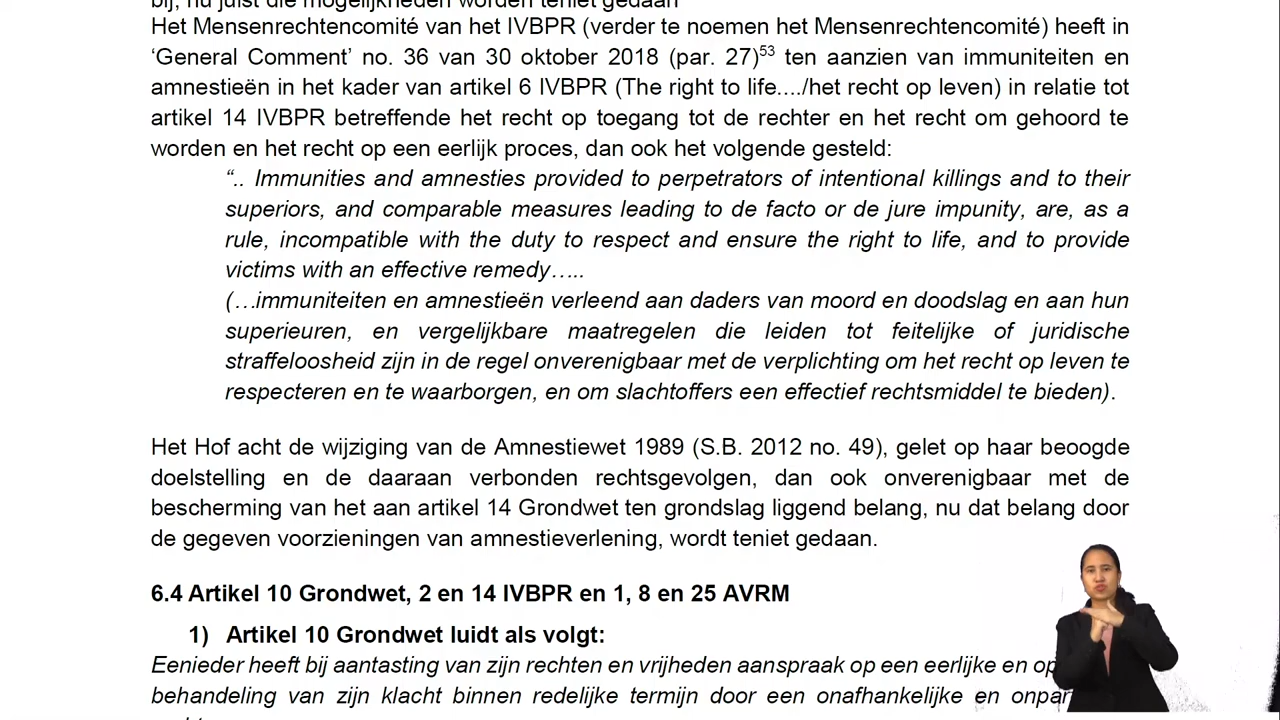 bij, nu juist die mogelijkheden worden teniet gedaan
Het Mensenrechtencomité van het IVBPR (verder te noemen het Mensenrechtencomité) heeft in
‘General Comment’ no. 36 van 30 oktober 2018 (par. 27)53 ten aanzien van immuniteiten en
amnestieën in het kader van artikel 6 IVBPR (The right to life..../het recht op leven) in relatie tot
artikel 14 IVBPR betreffende het recht op toegang tot de rechter en het recht om gehoord te
worden en het recht op een eerlijk proces, dan ook het volgende gesteld:
“.. Immunities and amnesties provided to perpetrators of intentional killings and to their
superiors, and comparable measures leading to de facto or de jure impunity, are, as a
rule, incompatible with the duty to respect and ensure the right to life, and to provide
victims with an effective remedy…..
(…immuniteiten en amnestieën verleend aan daders van moord en doodslag en aan hun
superieuren, en vergelijkbare maatregelen die leiden tot feitelijke of juridische
straffeloosheid zijn in de regel onverenigbaar met de verplichting om het recht op leven te
respecteren en te waarborgen, en om slachtoffers een effectief rechtsmiddel te bieden).
Het Hof acht de wijziging van de Amnestiewet 1989 (S.B. 2012 no. 49), gelet op haar beoogde
doelstelling en de daaraan verbonden rechtsgevolgen, dan ook onverenigbaar met de
bescherming van het aan artikel 14 Grondwet ten grondslag liggend belang, nu dat belang door
de gegeven voorzieningen van amnestieverlening, wordt teniet gedaan.
6.4 Artikel 10 Grondwet, 2 en 14 IVBPR en 1, 8 en 25 AVRM
1) Artikel 10 Grondwet luidt als volgt:
Eenieder heeft bij aantasting van zijn rechten en vrijheden aanspraak op een eerlijke en op
behandeling van zijn klacht binnen redelijke termijn door een onafhankelijke en onpar